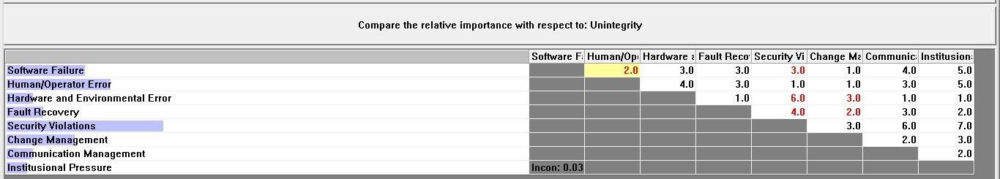 Compare the relative importance with respect to: Unintegrity
Software F: Human/Ope Hardware a Fault Reco Security Vi Change Ma Communic: Institusion:
Software Failure 2.0 3.0 3.0 3.0 1.0 4.0 5.0
Human/Operator Error 4.0 3.0 1.0 1.0 3.0 5.0
Hardware and Environmental Error 1.0 6.0 3.0 1.0 1.0
Fault Recovery 4.0 2.0 3.0 2.0
Security Violations 3.0 6.0 7.0
Change Management 2.0 3.0
Communication Management 2.0
Institusional Pressure Incon: 0.03